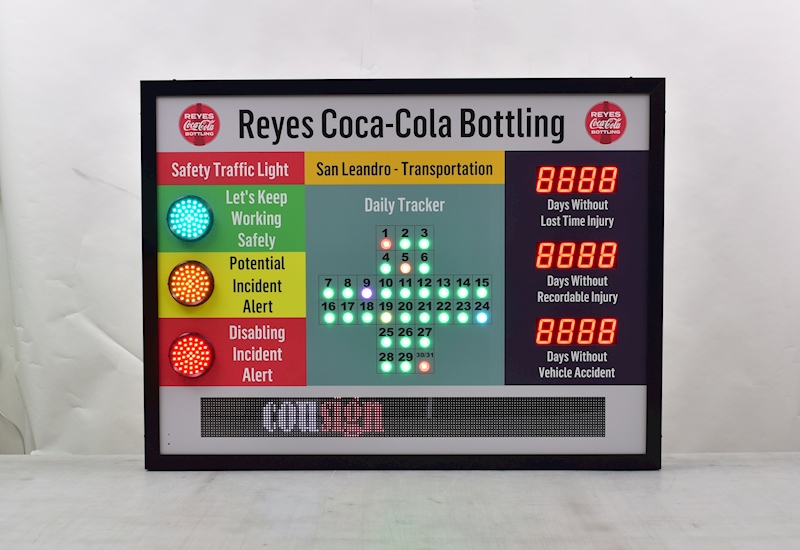 REYES
Coca-Cola
BOTTLING
Reyes Coca-Cola Bottling
REYES
Coca-Cola
BOTTLING
Safety Traffic Light
Let's Keep
Working
Safely
Potential
Incident
Alert
Disabling
Incident
Alert
San Leandro - Transportation
Daily Tracker
1 2 3
4 5 6
7 8 9 10 11 12 13 14 15
16 17 18 19 20 21 22 23 24
25 26 27
28 29 30/31
8888
Days Without
Lost Time Injury
8888
Days Without
Recordable Injury
8888
Days Without
Vehicle Accident
consign